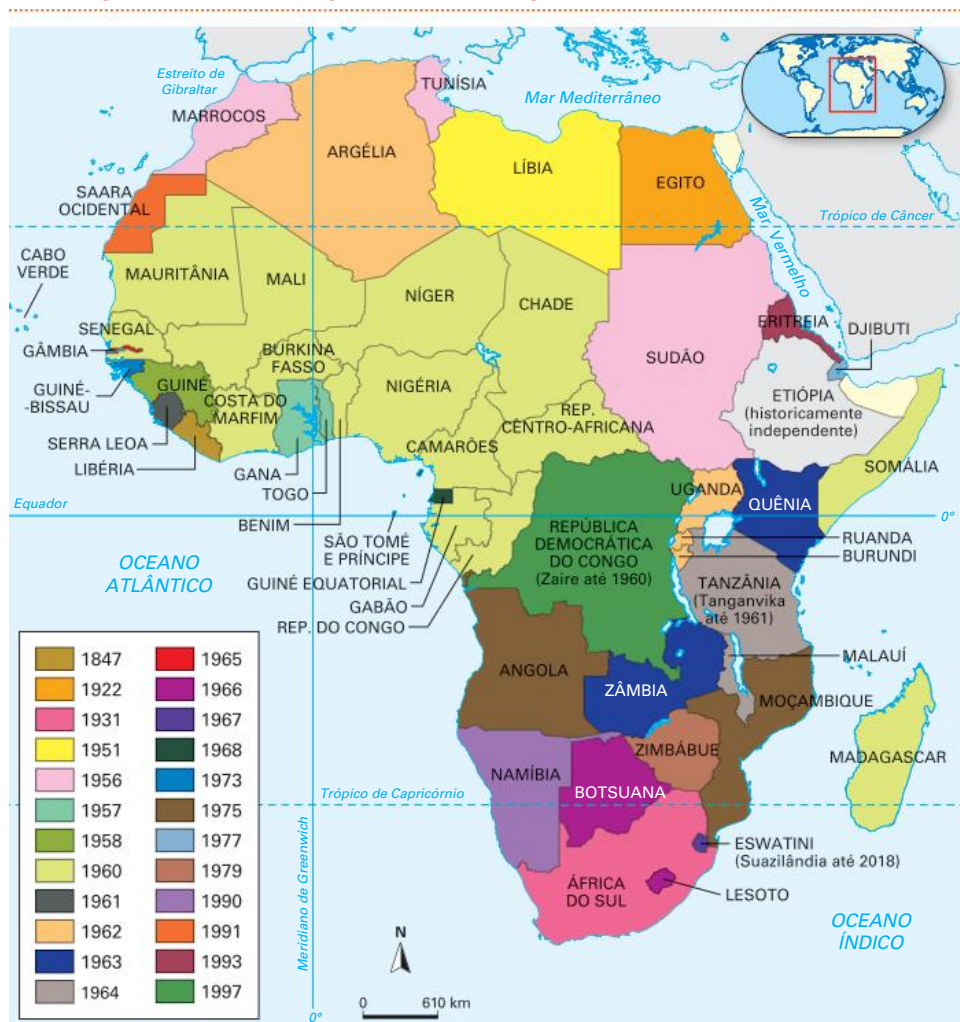 Estreito de
Gibraltar
TUNÍSIA
Mar Mediterrâneo
MARROCOS
ARGÉLIA
LÍBIA
EGITO
SAARA
OCIDENTAL
Trópico de Câncer
Mar Vermelho
CABO
VERDE
MAURITÂNIA
MALI
NÍGER
CHADE
SENEGAL
GÂMBIA
BURKINA
FASSO
SUDÃO
ERITREIA
DJIBUTI
GUINÉ-
-BISSAU
GUINÉ
COSTA DO
MARFIM
NIGÉRIA
ETIÓPIA
(historicamente
independente)
REP.
CENTRO-AFRICANA
CAMARÕES
SERRA LEOA
LIBÉRIA
GANA
TOGO
SOMÁLIA
UGANDA
QUÊNIA
Equador
0°
BENIM
SÃO TOMÉ
E PRÍNCIPE
REPÚBLICA
DEMOCRÁTICA
DO CONGO
(Zaire até 1960)
RUANDA
BURUNDI
OCEANO
ATLÂNTICO
GUINÉ EQUATORIAL
GABÃO
REP. DO CONGO
TANZÂNIA
(Tanganvika
até 1961)
MALAUÍ
ANGOLA
ZÂMBIA
MOÇAMBIQUE
ZIMBÁBUE
MADAGASCAR
NAMÍBIA
BOTSUANA
Trópico de Capricórnio
ESWATINI
(Suazilândia até 2018)
LESOTO
ÁFRICA
DO SUL
OCEANO
ÍNDICO
Meridiano de Greenwich
N
0 610 km
0°
1847
1922
1931
1951
1956
1957
1958
1960
1961
1962
1963
1964
1965
1966
1967
1968
1973
1975
1977
1979
1990
1991
1993
1997